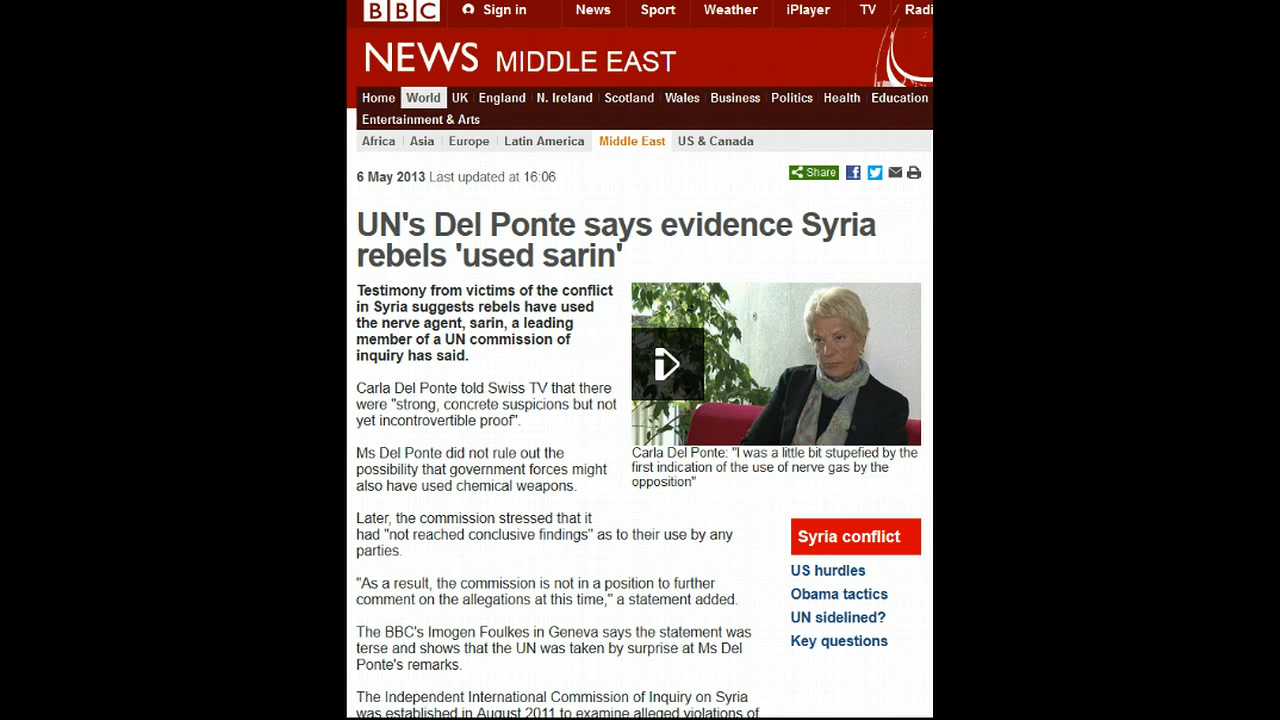 BBC Sign in News Sport Weather iPlayer TV Radi
NEWS MIDDLE EAST
Home World UK England N. Ireland Scotland Wales Business Politics Health Education
Entertainment & Arts
Africa Asia Europe Latin America Middle East US & Canada
6 May 2013 Last updated at 16:06
Share
UN's Del Ponte says evidence Syria
rebels 'used sarin'
Testimony from victims of the conflict
in Syria suggests rebels have used
the nerve agent, sarin, a leading
member of a UN commission of
inquiry has said.
Carla Del Ponte told Swiss TV that there
were "strong, concrete suspicions but not
yet incontrovertible proof".
Ms Del Ponte did not rule out the
possibility that government forces might
also have used chemical weapons.
Carla Del Ponte: "I was a little bit stupefied by the
first indication of the use of nerve gas by the
opposition"
Later, the commission stressed that it
had "not reached conclusive findings" as to their use by any
parties.
"As a result, the commission is not in a position to further
comment on the allegations at this time," a statement added.
The BBC's Imogen Foulkes in Geneva says the statement was
terse and shows that the UN was taken by surprise at Ms Del
Ponte's remarks.
The Independent International Commission of Inquiry on Syria
was established in August 2011 to examine alleged violations of
Syria conflict
US hurdles
Obama tactics
UN sidelined?
Key questions